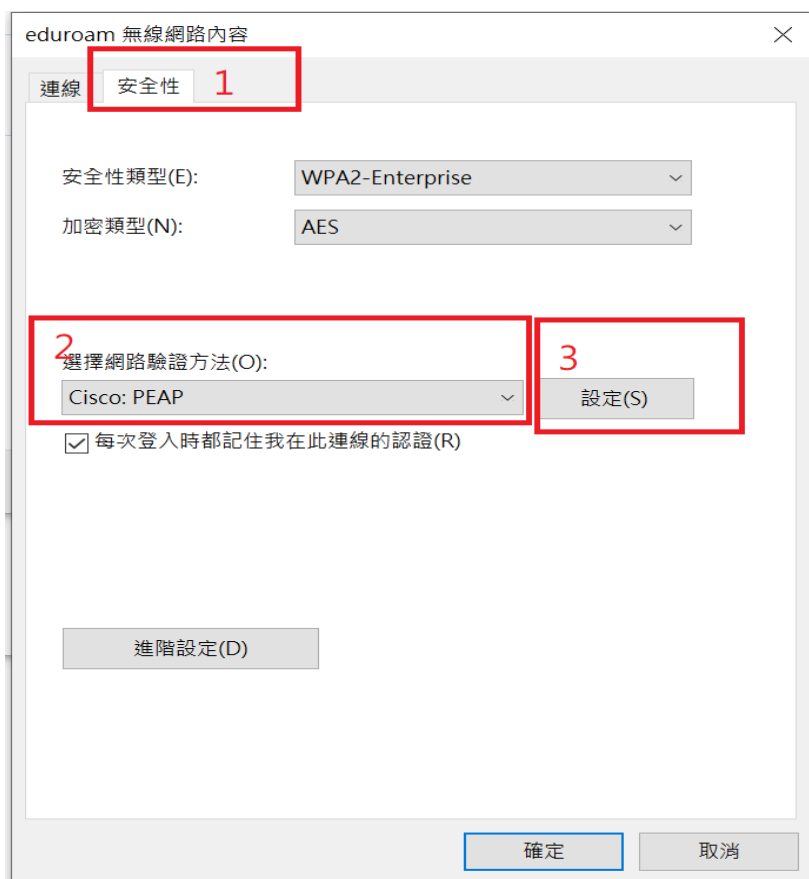 eduroam 無線網路內容
連線 安全性 1
安全性類型(E): WPA2-Enterprise
加密類型(N): AES
2 3
選擇網路驗證方法(O):
Cisco: PEAP 設定(S)
每次登入時都記住我在此連線的認證(R)
進階設定(D)
確定 取消